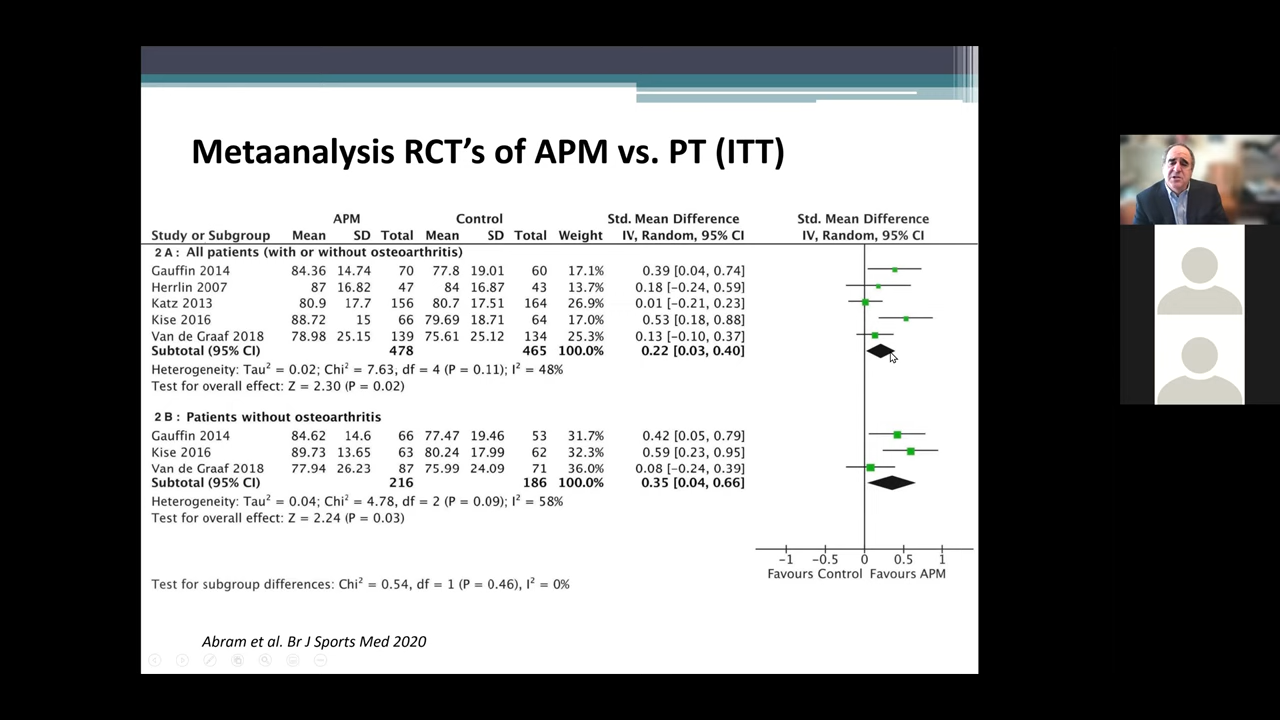 Metaanalysis RCT’s of APM vs. PT (ITT)
APM Control Std. Mean Difference Std. Mean Difference
Study or Subgroup Mean SD Total Mean SD Total Weight IV, Random, 95% CI IV, Random, 95% CI
2A: All patients (with or without osteoarthritis)
Gauffin 2014 84.36 14.74 70 77.8 19.01 60 17.1% 0.39 [0.04, 0.74]
Herrlin 2007 87 16.82 47 84 16.87 43 13.7% 0.18 [−0.24, 0.59]
Katz 2013 80.9 17.7 156 80.7 17.51 164 26.9% 0.01 [−0.21, 0.23]
Kise 2016 88.72 15 66 79.69 18.71 64 17.0% 0.53 [0.18, 0.88]
Van de Graaf 2018 78.98 25.15 139 75.61 25.12 134 25.3% 0.13 [−0.10, 0.37]
Subtotal (95% CI) 478 465 100.0% 0.22 [0.03, 0.40]
Heterogeneity: Tau² = 0.02; Chi² = 7.63, df = 4 (P = 0.11); I² = 48%
Test for overall effect: Z = 2.30 (P = 0.02)
2B: Patients without osteoarthritis
Gauffin 2014 84.62 14.6 66 77.47 19.46 53 31.7% 0.42 [0.05, 0.79]
Kise 2016 89.73 13.65 63 80.24 17.99 62 32.3% 0.59 [0.23, 0.95]
Van de Graaf 2018 77.94 26.23 87 75.99 24.09 71 36.0% 0.08 [−0.24, 0.39]
Subtotal (95% CI) 216 186 100.0% 0.35 [0.04, 0.66]
Heterogeneity: Tau² = 0.04; Chi² = 4.78, df = 2 (P = 0.09); I² = 58%
Test for overall effect: Z = 2.24 (P = 0.03)
−1 −0.5 0 0.5 1
Favours Control Favours APM
Test for subgroup differences: Chi² = 0.54, df = 1 (P = 0.46), I² = 0%
Abram et al. Br J Sports Med 2020